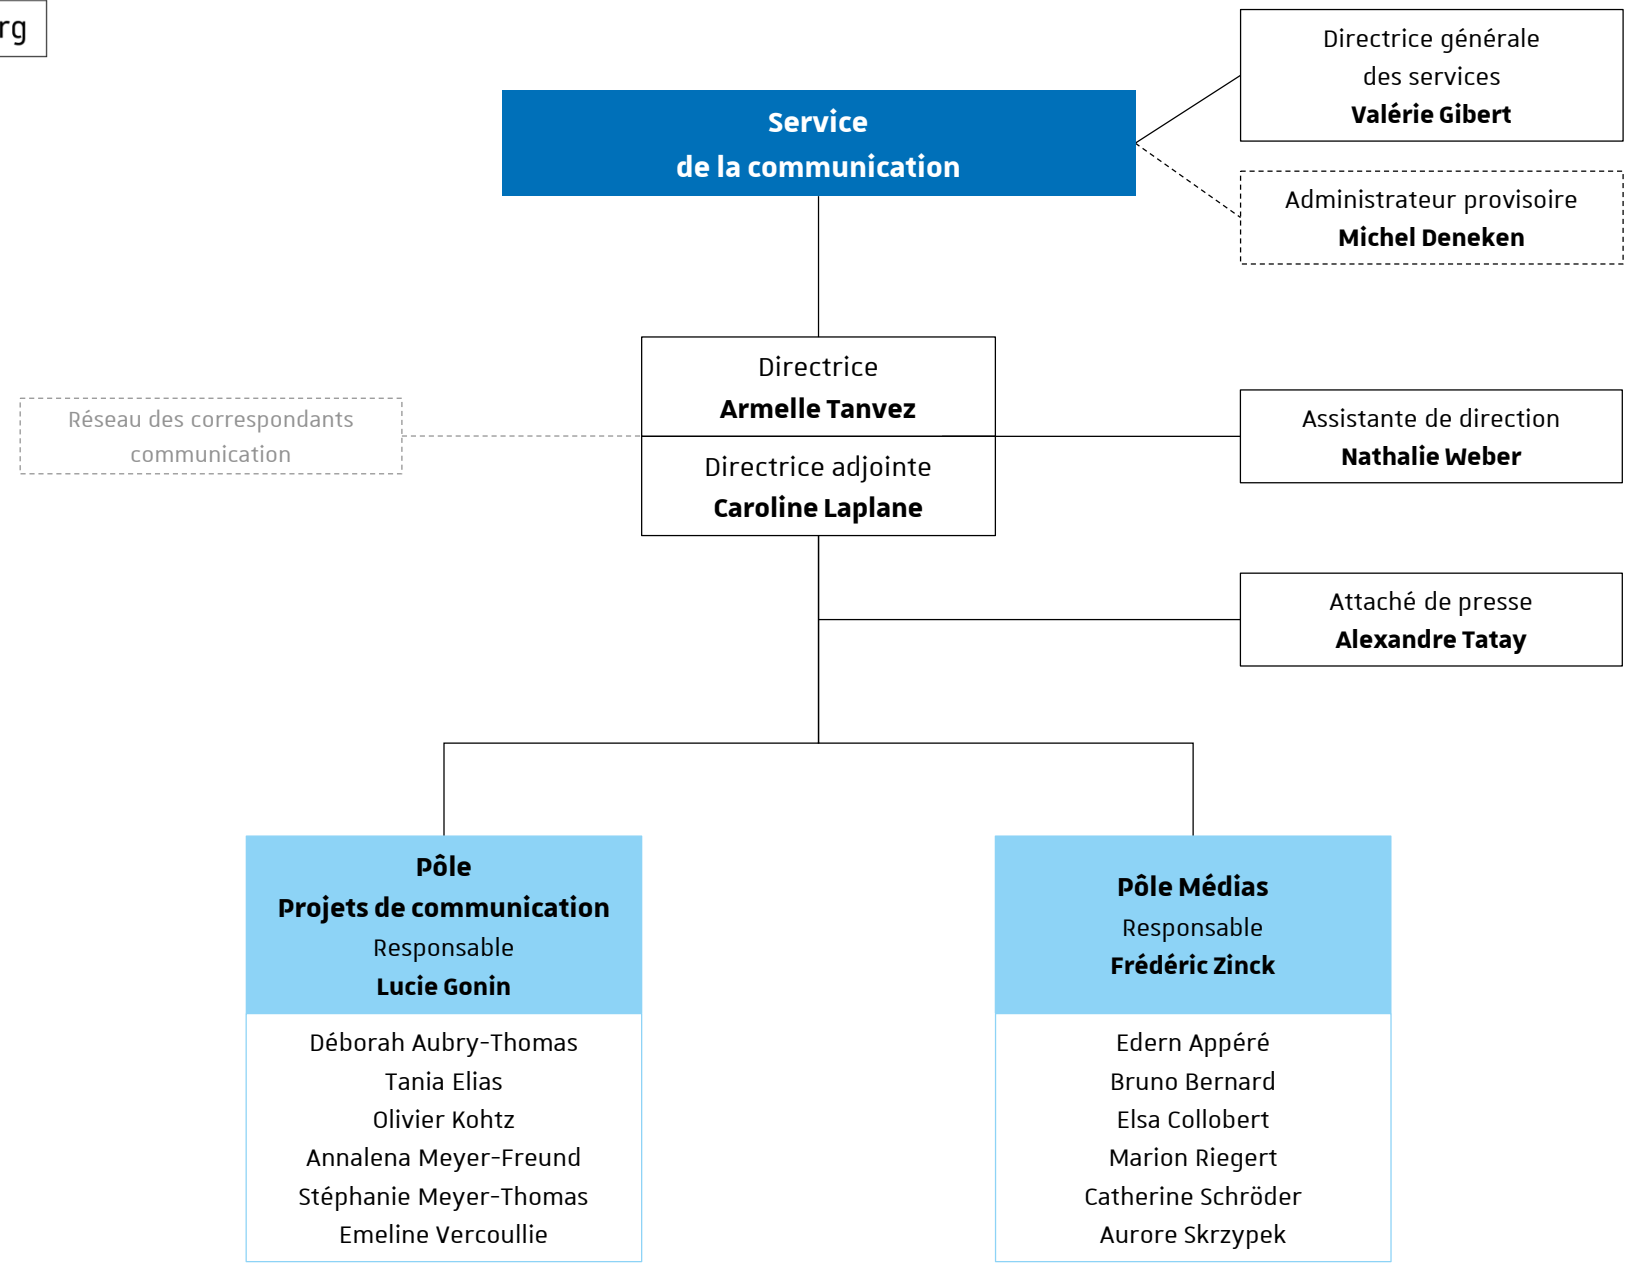 rg
Directrice générale
des services
Valérie Gibert
Service
de la communication
Administrateur provisoire
Michel Deneken
Directrice
Armelle Tanvez
Réseau des correspondants
communication
Assistante de direction
Nathalie Weber
Directrice adjointe
Caroline Laplane
Attaché de presse
Alexandre Tatay
Pôle
Projets de communication
Responsable
Lucie Gonin
Déborah Aubry-Thomas
Tania Elias
Olivier Kohtz
Annalena Meyer-Freund
Stéphanie Meyer-Thomas
Emeline Vercoullie
Pôle Médias
Responsable
Frédéric Zinck
Edern Appéré
Bruno Bernard
Elsa Collobert
Marion Riegert
Catherine Schröder
Aurore Skrzypek